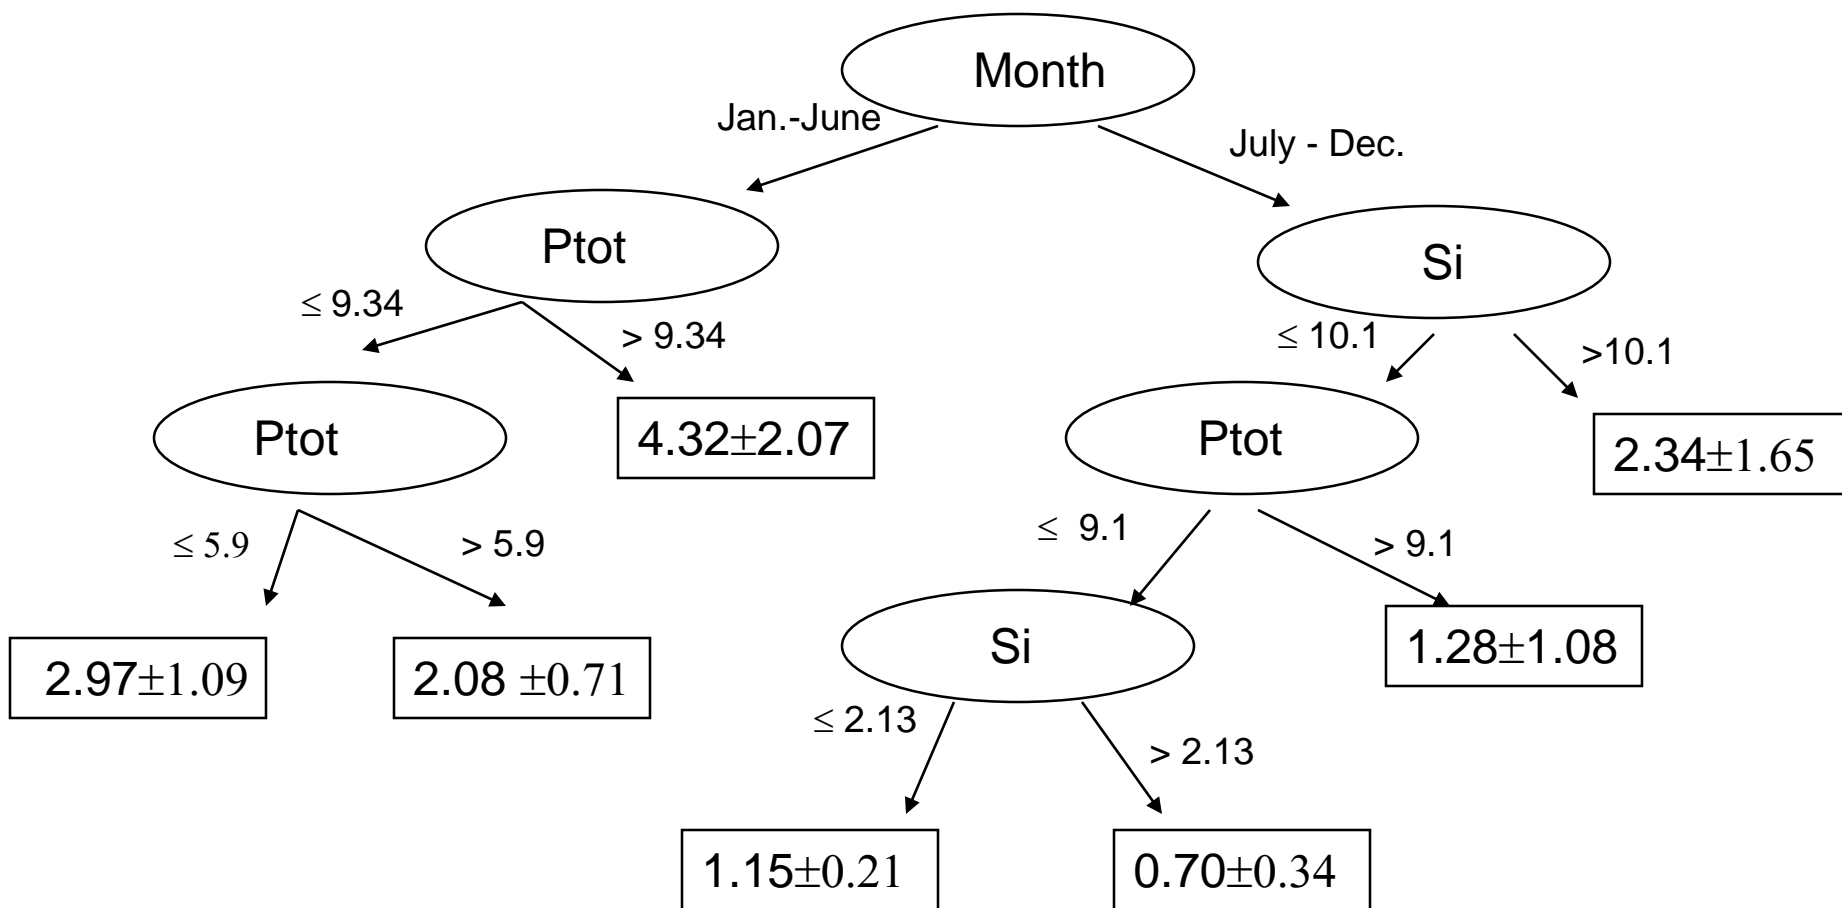 Month
Jan.-June
July - Dec.
Ptot
Si
≤ 9.34
> 9.34
≤ 10.1
>10.1
Ptot
4.32±2.07
Ptot
2.34±1.65
≤ 5.9
> 5.9
≤ 9.1
> 9.1
2.97±1.09
2.08 ±0.71
Si
1.28±1.08
≤ 2.13
> 2.13
1.15±0.21
0.70±0.34